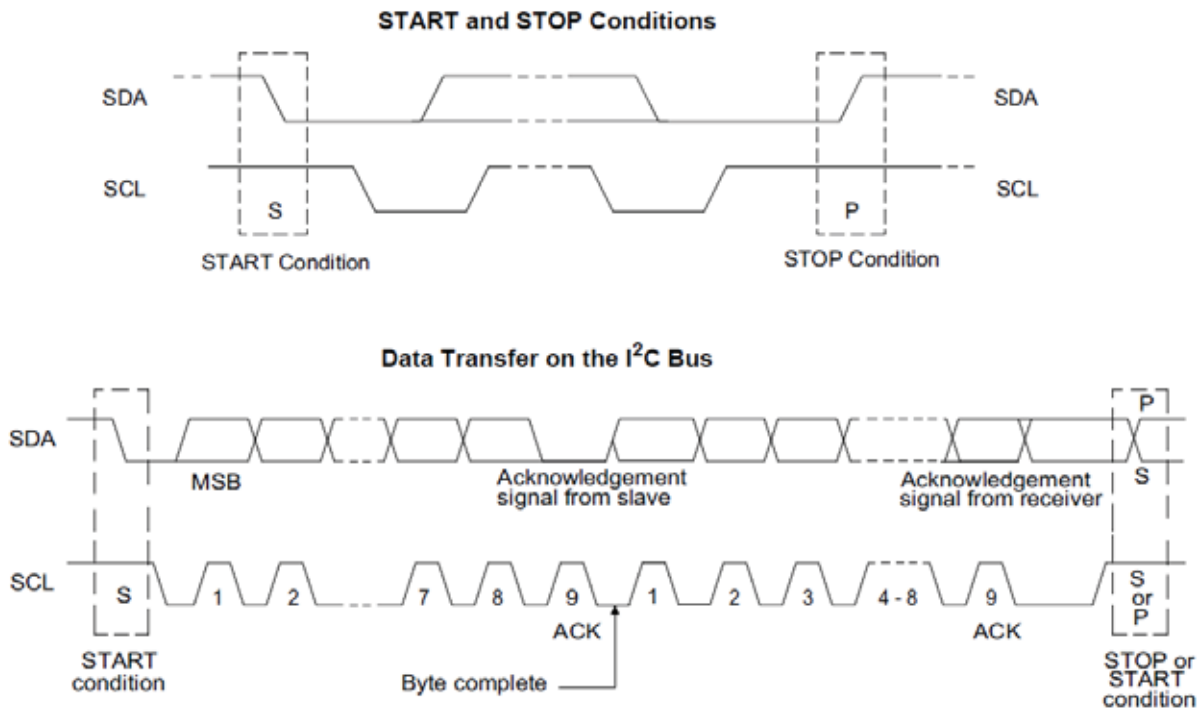 START and STOP Conditions
SDA SDA
SCL SCL
S P
START Condition STOP Condition
Data Transfer on the I²C Bus
P
SDA
MSB Acknowledgement Acknowledgement S
signal from slave signal from receiver
SCL S 1 2 7 8 9 1 2 3 4 - 8 9 S
or
P
ACK ACK
START STOP or
condition Byte complete START
condition